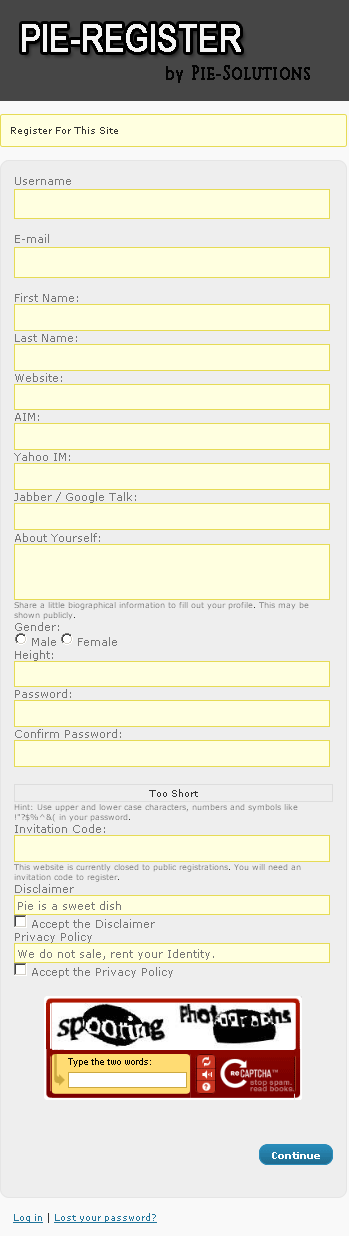 PIE-REGISTER
by Pie-Solutions
Register For This Site
Username
E-mail
First Name:
Last Name:
Website:
AIM:
Yahoo IM:
Jabber / Google Talk:
About Yourself:
Share a little biographical information to fill out your profile. This may be
shown publicly.
Gender:
Male Female
Height:
Password:
Confirm Password:
Too Short
Hint: Use upper and lower case characters, numbers and symbols like
!"?$%^&( in your password.
Invitation Code:
This website is currently closed to public registrations. You will need an
invitation code to register.
Disclaimer
Pie is a sweet dish
Accept the Disclaimer
Privacy Policy
We do not sale, rent your Identity.
Accept the Privacy Policy
spooring Photographs
Type the two words:
reCAPTCHA™
stop spam.
read books.
Continue
Log in | Lost your password?